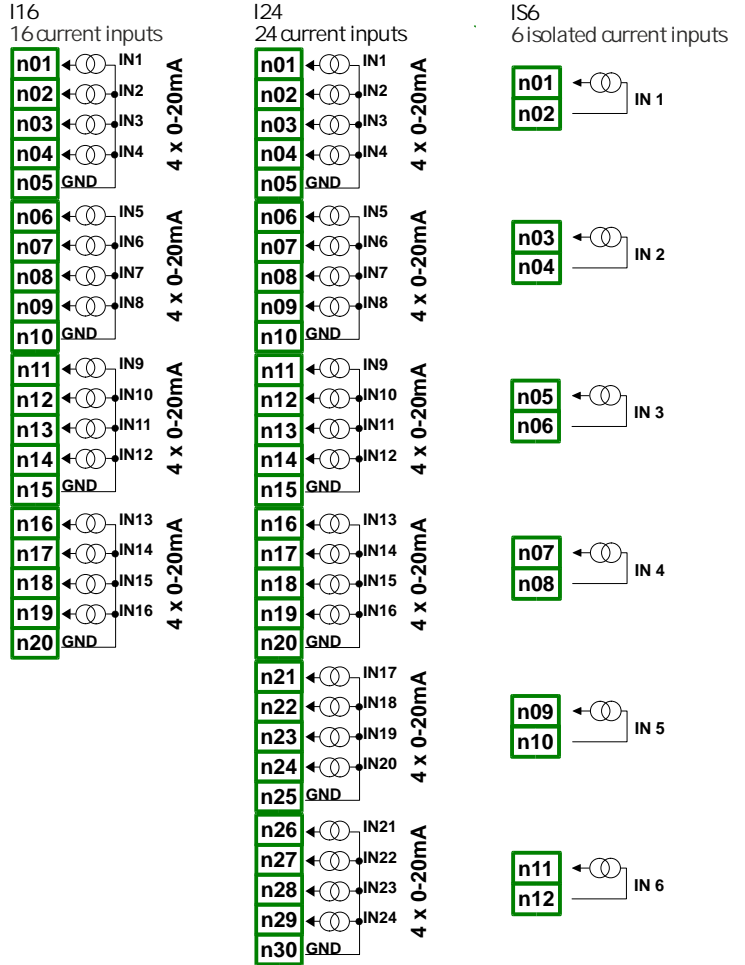 I16
16 current inputs
n01 IN1
n02 IN2
n03 IN3
n04 IN4
n05 GND
4 x 0-20mA
n06 IN5
n07 IN6
n08 IN7
n09 IN8
n10 GND
4 x 0-20mA
n11 IN9
n12 IN10
n13 IN11
n14 IN12
n15 GND
4 x 0-20mA
n16 IN13
n17 IN14
n18 IN15
n19 IN16
n20 GND
4 x 0-20mA
I24
24 current inputs
n01 IN1
n02 IN2
n03 IN3
n04 IN4
n05 GND
4 x 0-20mA
n06 IN5
n07 IN6
n08 IN7
n09 IN8
n10 GND
4 x 0-20mA
n11 IN9
n12 IN10
n13 IN11
n14 IN12
n15 GND
4 x 0-20mA
n16 IN13
n17 IN14
n18 IN15
n19 IN16
n20 GND
4 x 0-20mA
n21 IN17
n22 IN18
n23 IN19
n24 IN20
n25 GND
4 x 0-20mA
n26 IN21
n27 IN22
n28 IN23
n29 IN24
n30 GND
4 x 0-20mA
IS6
6 isolated current inputs
n01
n02
IN 1
n03
n04
IN 2
n05
n06
IN 3
n07
n08
IN 4
n09
n10
IN 5
n11
n12
IN 6